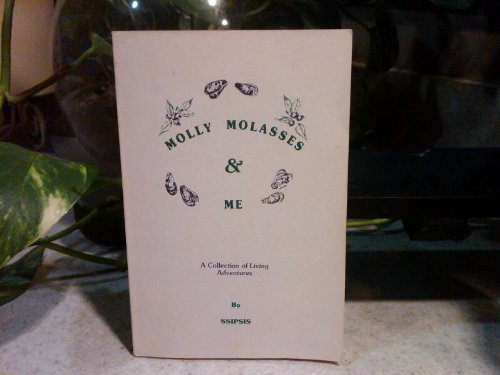 MOLLY MOLASSES
&
ME
A Collection of Living
Adventures
By
SSIPSIS